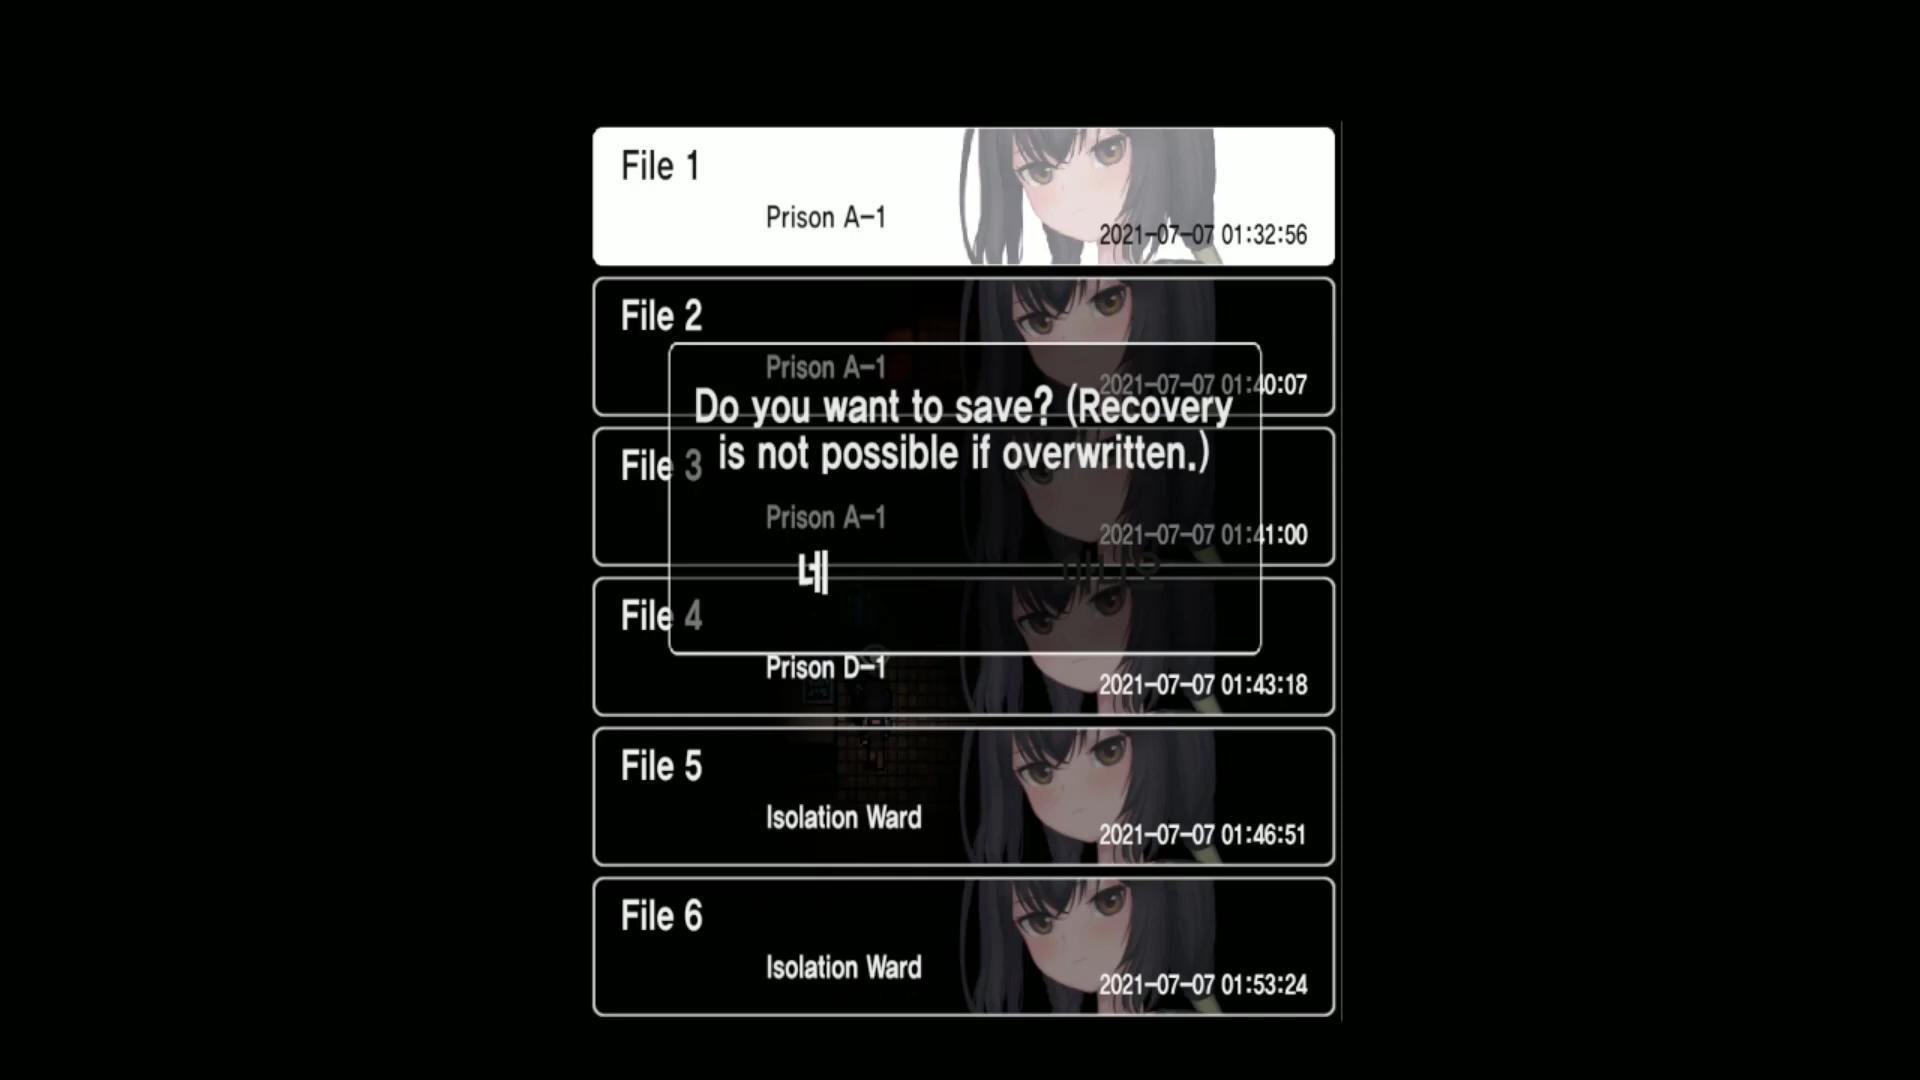 File 1
Prison A-1
2021-07-07 01:32:56
File 2
Prison A-1
2021-07-07 01:40:07
Do you want to save? (Recovery
is not possible if overwritten.)
File 3
Prison A-1
2021-07-07 01:41:00
네
아니오
File 4
Prison D-1
2021-07-07 01:43:18
File 5
Isolation Ward
2021-07-07 01:46:51
File 6
Isolation Ward
2021-07-07 01:53:24